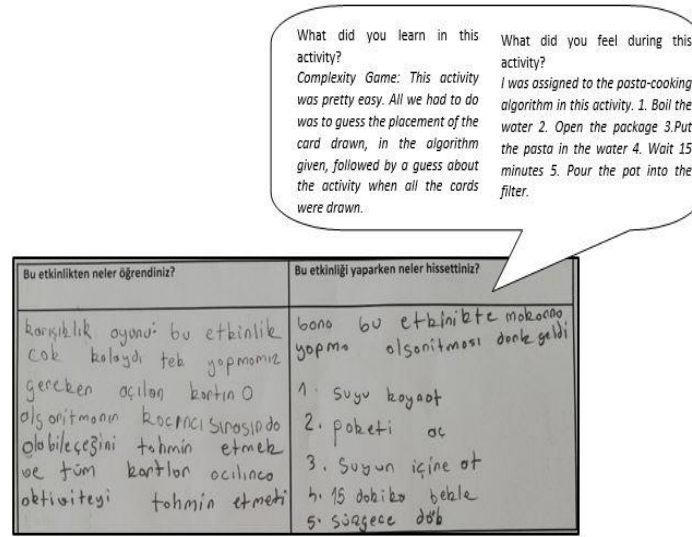 What did you learn in this
activity?
Complexity Game: This activity
was pretty easy. All we had to do
was to guess the placement of the
card drawn, in the algorithm
given, followed by a guess about
the activity when all the cards
were drawn.
What did you feel during this
activity?
I was assigned to the pasta-cooking
algorithm in this activity. 1. Boil the
water 2. Open the package 3.Put
the pasta in the water 4. Wait 15
minutes 5. Pour the pot into the
filter.
Bu etkinlikten neler öğrendiniz?
karışıklık oyunu: bu etkinlik
çok kolaydı tek yapmamız
gereken açılan kartın o
algoritmanın kaçıncı sırasında
olabileceğini tahmin etmek
ve tüm kartlar açılınca
aktiviteyi tahmin etmeti
Bu etkinliği yaparken neler hissettiniz?
bana bu etkinikte makarna
yapma algoritması denk geldi
1. suyu kaynat
2. paketi aç
3. suyun içine at
4. 15 dakika bekle
5. süzgece dök